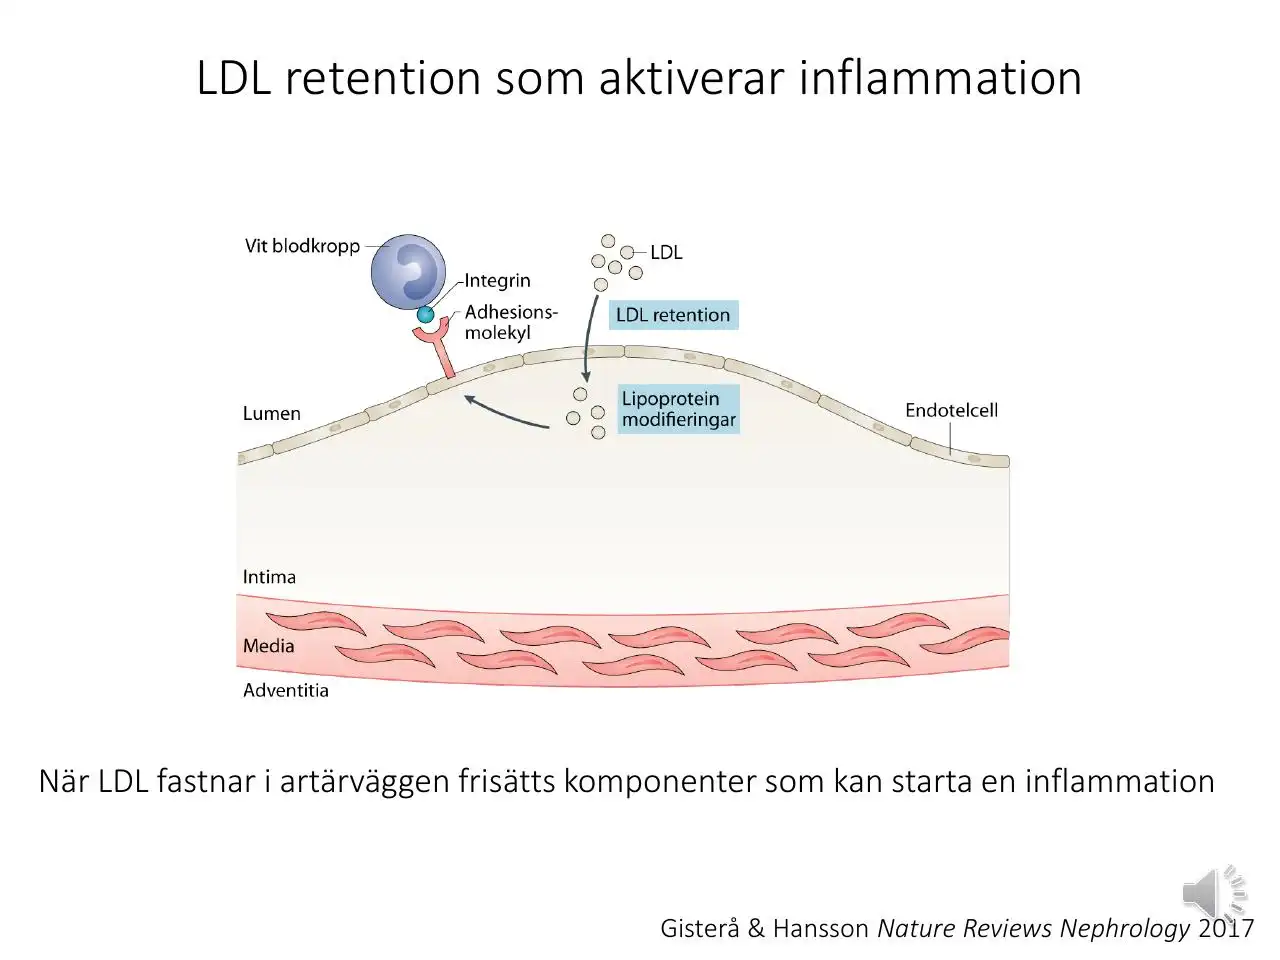 LDL retention som aktiverar inflammation
Vit blodkropp
LDL
Integrin
Adhesions-
molekyl
LDL retention
Lipoprotein
modifieringar
Lumen
Endotelcell
Intima
Media
Adventitia
När LDL fastnar i artärväggen frisätts komponenter som kan starta en inflammation
Gisterå & Hansson Nature Reviews Nephrology 2017